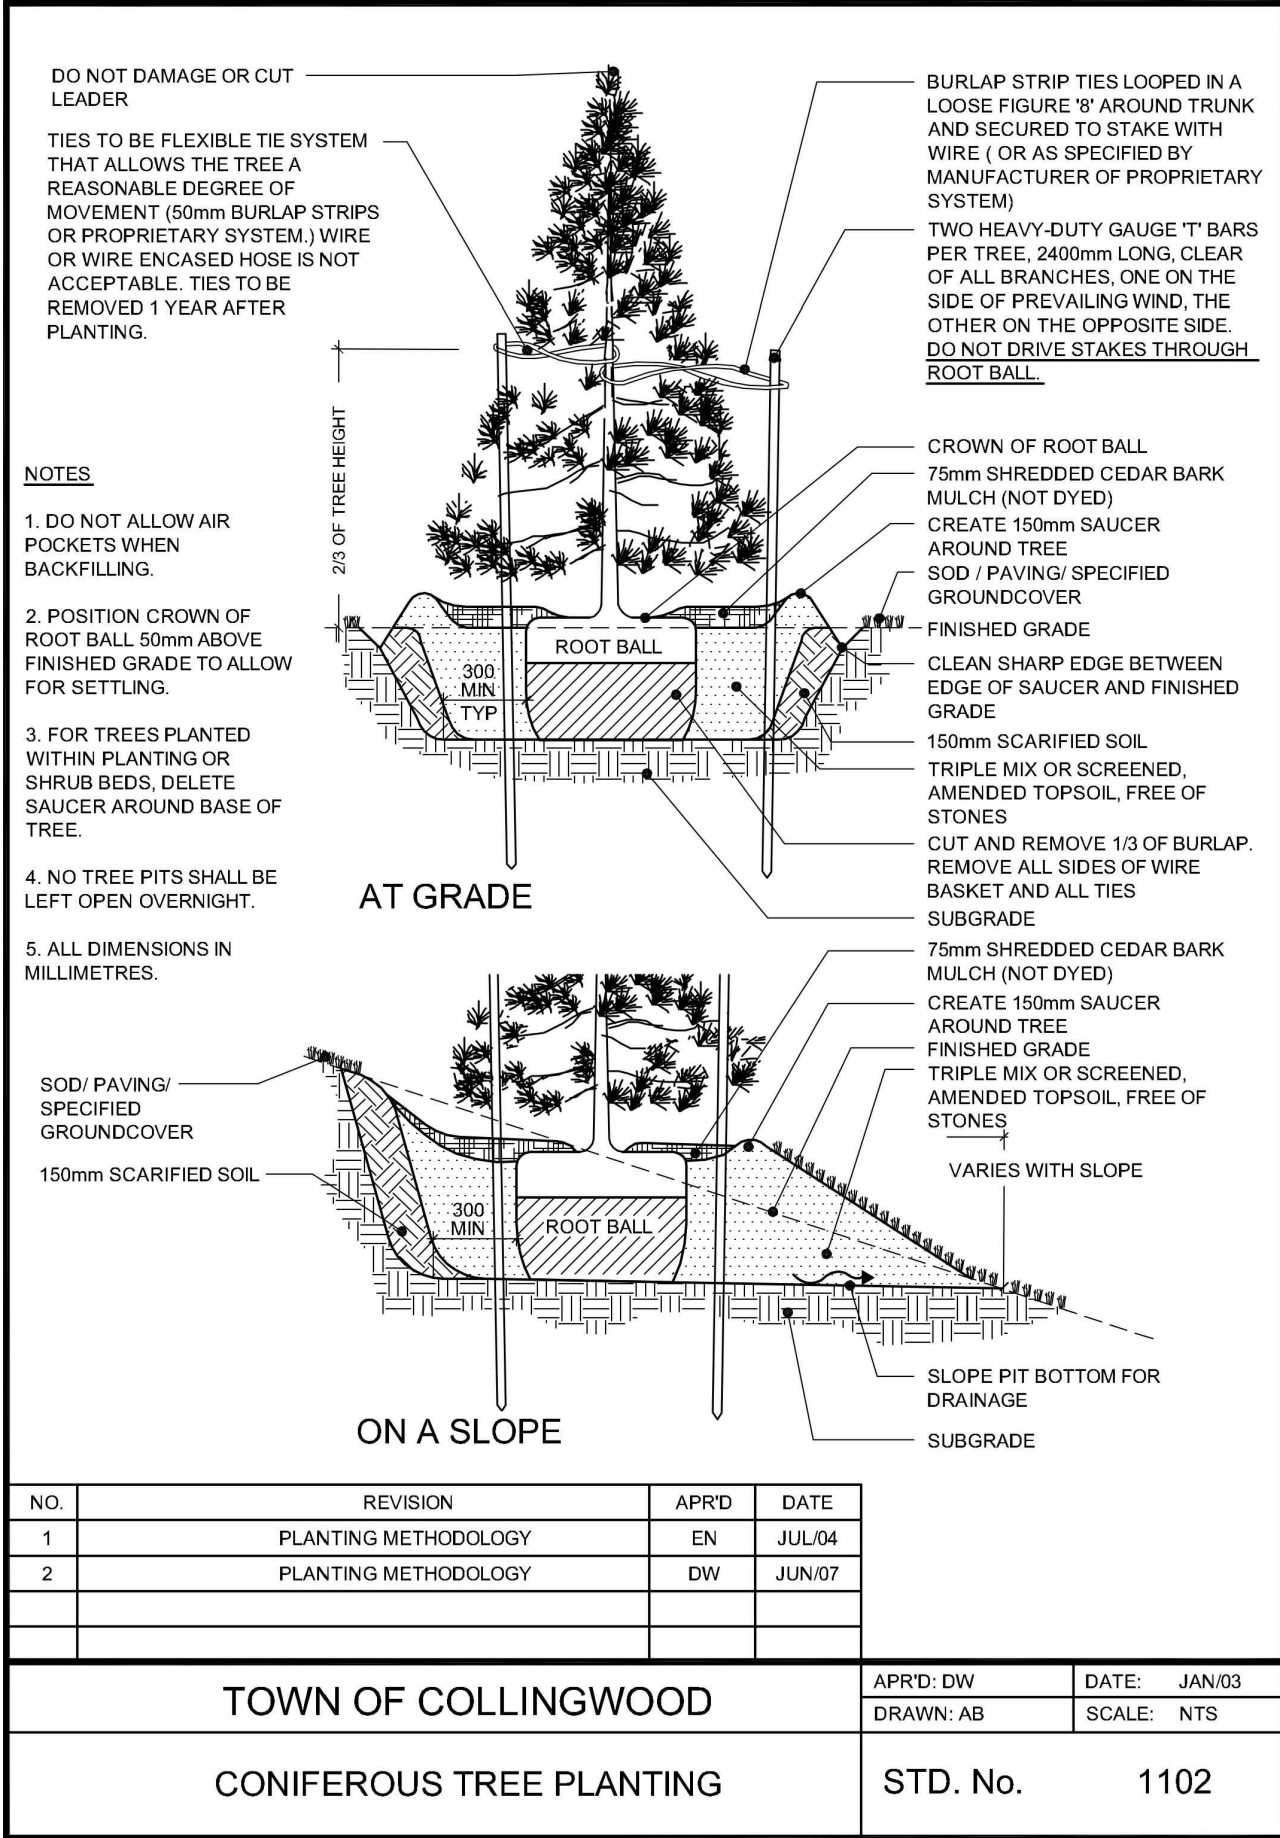 DO NOT DAMAGE OR CUT
LEADER
TIES TO BE FLEXIBLE TIE SYSTEM
THAT ALLOWS THE TREE A
REASONABLE DEGREE OF
MOVEMENT (50mm BURLAP STRIPS
OR PROPRIETARY SYSTEM.) WIRE
OR WIRE ENCASED HOSE IS NOT
ACCEPTABLE. TIES TO BE
REMOVED 1 YEAR AFTER
PLANTING.
2/3 OF TREE HEIGHT
NOTES
1. DO NOT ALLOW AIR
POCKETS WHEN
BACKFILLING.
2. POSITION CROWN OF
ROOT BALL 50mm ABOVE
FINISHED GRADE TO ALLOW
FOR SETTLING.
3. FOR TREES PLANTED
WITHIN PLANTING OR
SHRUB BEDS, DELETE
SAUCER AROUND BASE OF
TREE.
4. NO TREE PITS SHALL BE
LEFT OPEN OVERNIGHT.
5. ALL DIMENSIONS IN
MILLIMETRES.
BURLAP STRIP TIES LOOPED IN A
LOOSE FIGURE '8' AROUND TRUNK
AND SECURED TO STAKE WITH
WIRE ( OR AS SPECIFIED BY
MANUFACTURER OF PROPRIETARY
SYSTEM)
TWO HEAVY-DUTY GAUGE 'T' BARS
PER TREE, 2400mm LONG, CLEAR
OF ALL BRANCHES, ONE ON THE
SIDE OF PREVAILING WIND, THE
OTHER ON THE OPPOSITE SIDE.
DO NOT DRIVE STAKES THROUGH
ROOT BALL.
CROWN OF ROOT BALL
75mm SHREDDED CEDAR BARK
MULCH (NOT DYED)
CREATE 150mm SAUCER
AROUND TREE
SOD / PAVING/ SPECIFIED
GROUNDCOVER
FINISHED GRADE
CLEAN SHARP EDGE BETWEEN
EDGE OF SAUCER AND FINISHED
GRADE
150mm SCARIFIED SOIL
TRIPLE MIX OR SCREENED,
AMENDED TOPSOIL, FREE OF
STONES
CUT AND REMOVE 1/3 OF BURLAP.
REMOVE ALL SIDES OF WIRE
BASKET AND ALL TIES
SUBGRADE
ROOT BALL
300
MIN
TYP
AT GRADE
75mm SHREDDED CEDAR BARK
MULCH (NOT DYED)
CREATE 150mm SAUCER
AROUND TREE
FINISHED GRADE
TRIPLE MIX OR SCREENED,
AMENDED TOPSOIL, FREE OF
STONES
VARIES WITH SLOPE
SOD/ PAVING/
SPECIFIED
GROUNDCOVER
150mm SCARIFIED SOIL
300
MIN
ROOT BALL
SLOPE PIT BOTTOM FOR
DRAINAGE
SUBGRADE
ON A SLOPE
NO. REVISION APR'D DATE
1 PLANTING METHODOLOGY EN JUL/04
2 PLANTING METHODOLOGY DW JUN/07
TOWN OF COLLINGWOOD
APR'D: DW DATE: JAN/03
DRAWN: AB SCALE: NTS
CONIFEROUS TREE PLANTING
STD. No. 1102